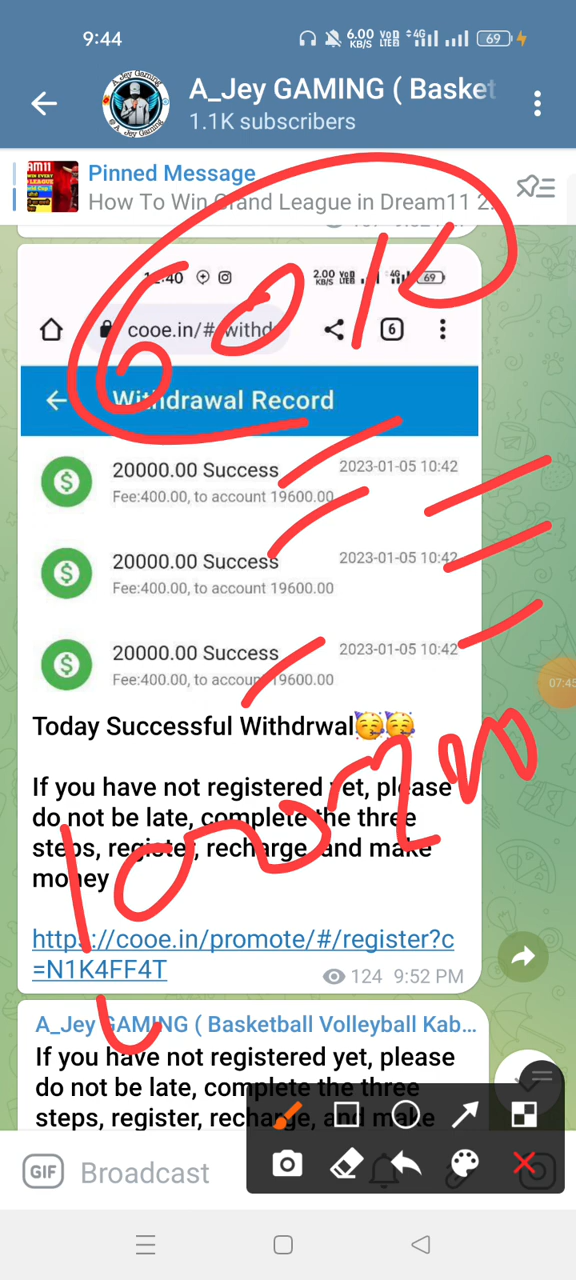 9:44
6.00 KB/S
4G
69
A_Jey GAMING ( Basket
1.1K subscribers
Pinned Message
How To Win Grand League in Dream11 2
60K
2.00 KB/S
4G
69
cooe.in/#
6
Withdrawal Record
20000.00 Success 2023-01-05 10:42
Fee:400.00, to account 19600.00
20000.00 Success 2023-01-05 10:42
Fee:400.00, to account 19600.00
20000.00 Success 2023-01-05 10:42
Fee:400.00, to account 19600.00
Today Successful Withdrwal🥳🥳
07:45
If you have not registered yet, please
do not be late, complete the three
steps, register, recharge, and make
money
https://cooe.in/promote/#/register?c
=N1K4FF4T
124 9:52 PM
A_Jey GAMING ( Basketball Volleyball Kab...
If you have not registered yet, please
do not be late, complete the three
steps, register, recharge, and make
GIF Broadcast